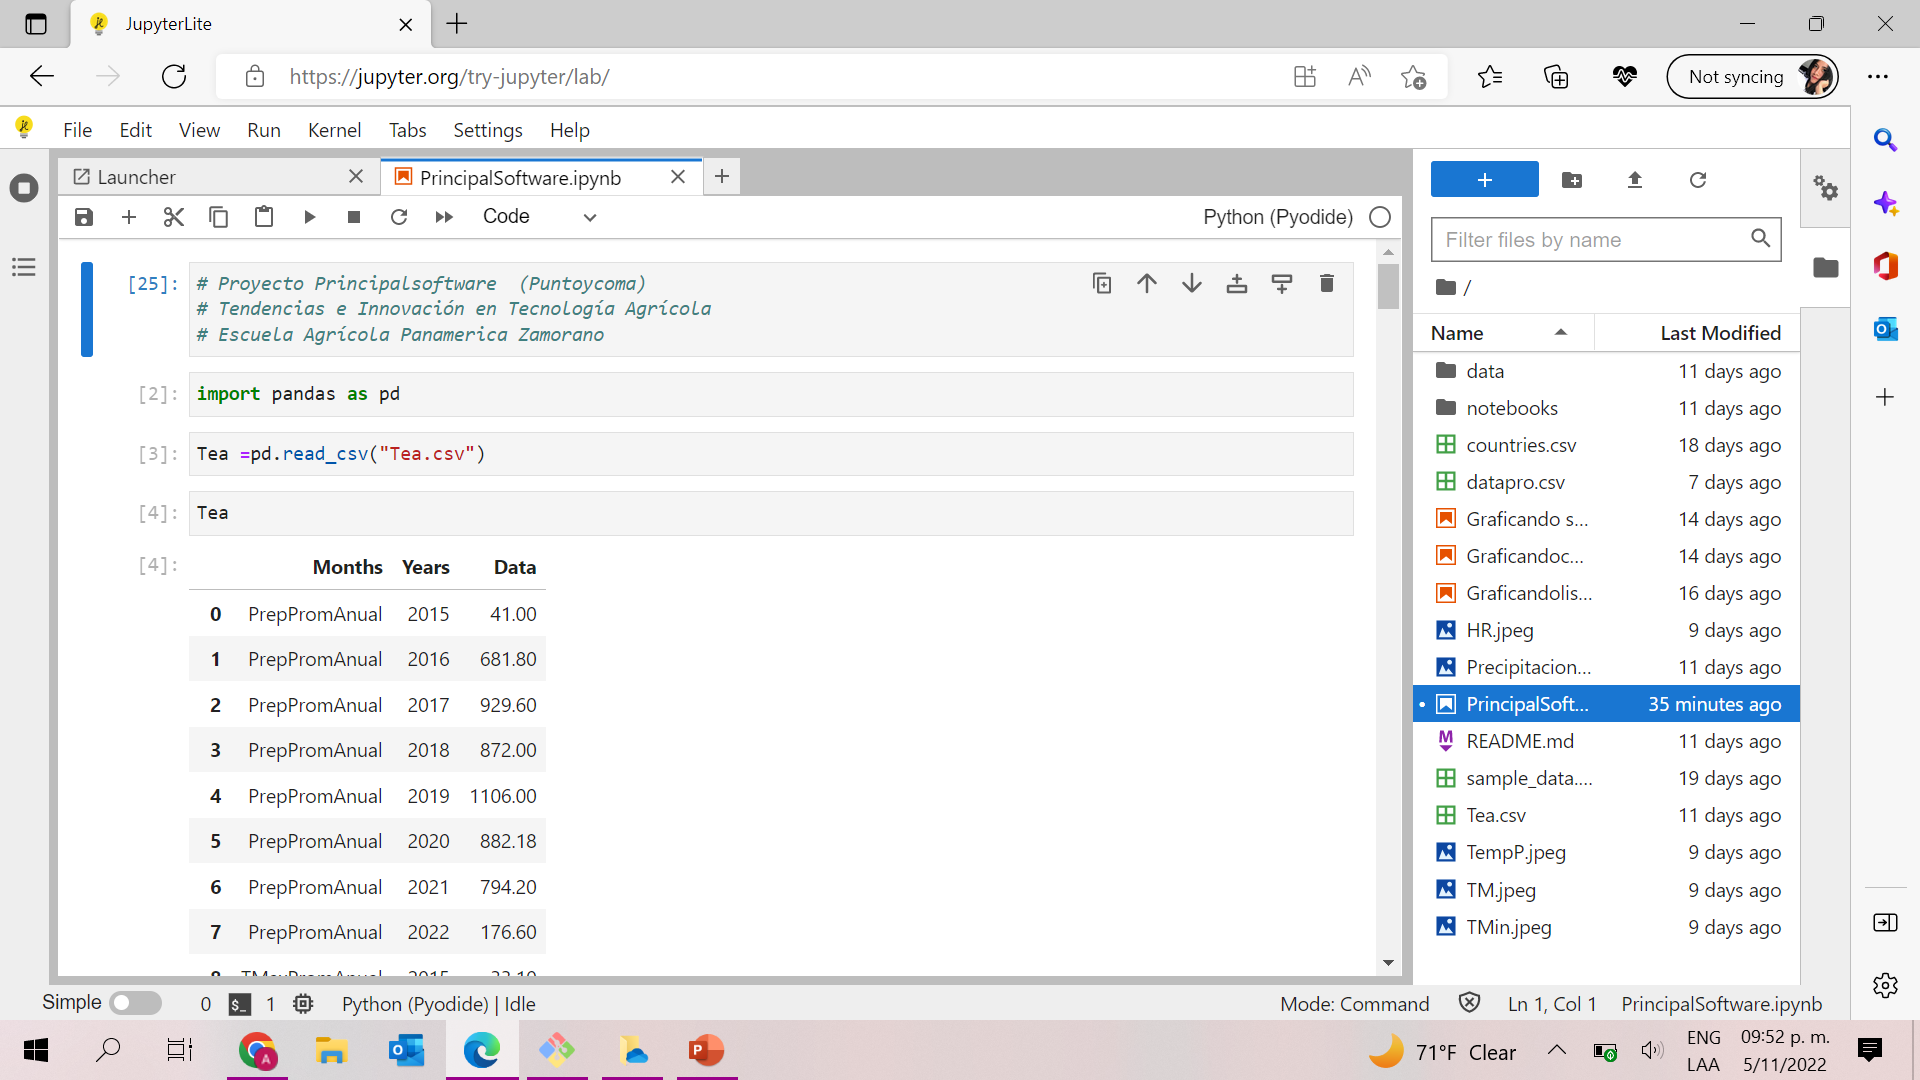 JupyterLite
https://jupyter.org/try-jupyter/lab/
Not syncing
File Edit View Run Kernel Tabs Settings Help
Launcher
PrincipalSoftware.ipynb
Code
Python (Pyodide)
[25]:
# Proyecto Principalsoftware  (Puntoycoma)
# Tendencias e Innovación en Tecnología Agrícola
# Escuela Agrícola Panamerica Zamorano
[2]: import pandas as pd
[3]: Tea =pd.read_csv("Tea.csv")
[4]: Tea
[4]:
Months Years Data
0 PrepPromAnual 2015 41.00
1 PrepPromAnual 2016 681.80
2 PrepPromAnual 2017 929.60
3 PrepPromAnual 2018 872.00
4 PrepPromAnual 2019 1106.00
5 PrepPromAnual 2020 882.18
6 PrepPromAnual 2021 794.20
7 PrepPromAnual 2022 176.60
Filter files by name
/
Name Last Modified
data 11 days ago
notebooks 11 days ago
countries.csv 18 days ago
datapro.csv 7 days ago
Graficando s... 14 days ago
Graficandoc... 14 days ago
Graficandolis... 16 days ago
HR.jpeg 9 days ago
Precipitacion... 11 days ago
PrincipalSoft... 35 minutes ago
README.md 11 days ago
sample_data.... 19 days ago
Tea.csv 11 days ago
TempP.jpeg 9 days ago
TM.jpeg 9 days ago
TMin.jpeg 9 days ago
Simple 0 1 Python (Pyodide) | Idle
Mode: Command Ln 1, Col 1 PrincipalSoftware.ipynb
71°F Clear
ENG
LAA
09:52 p. m.
5/11/2022